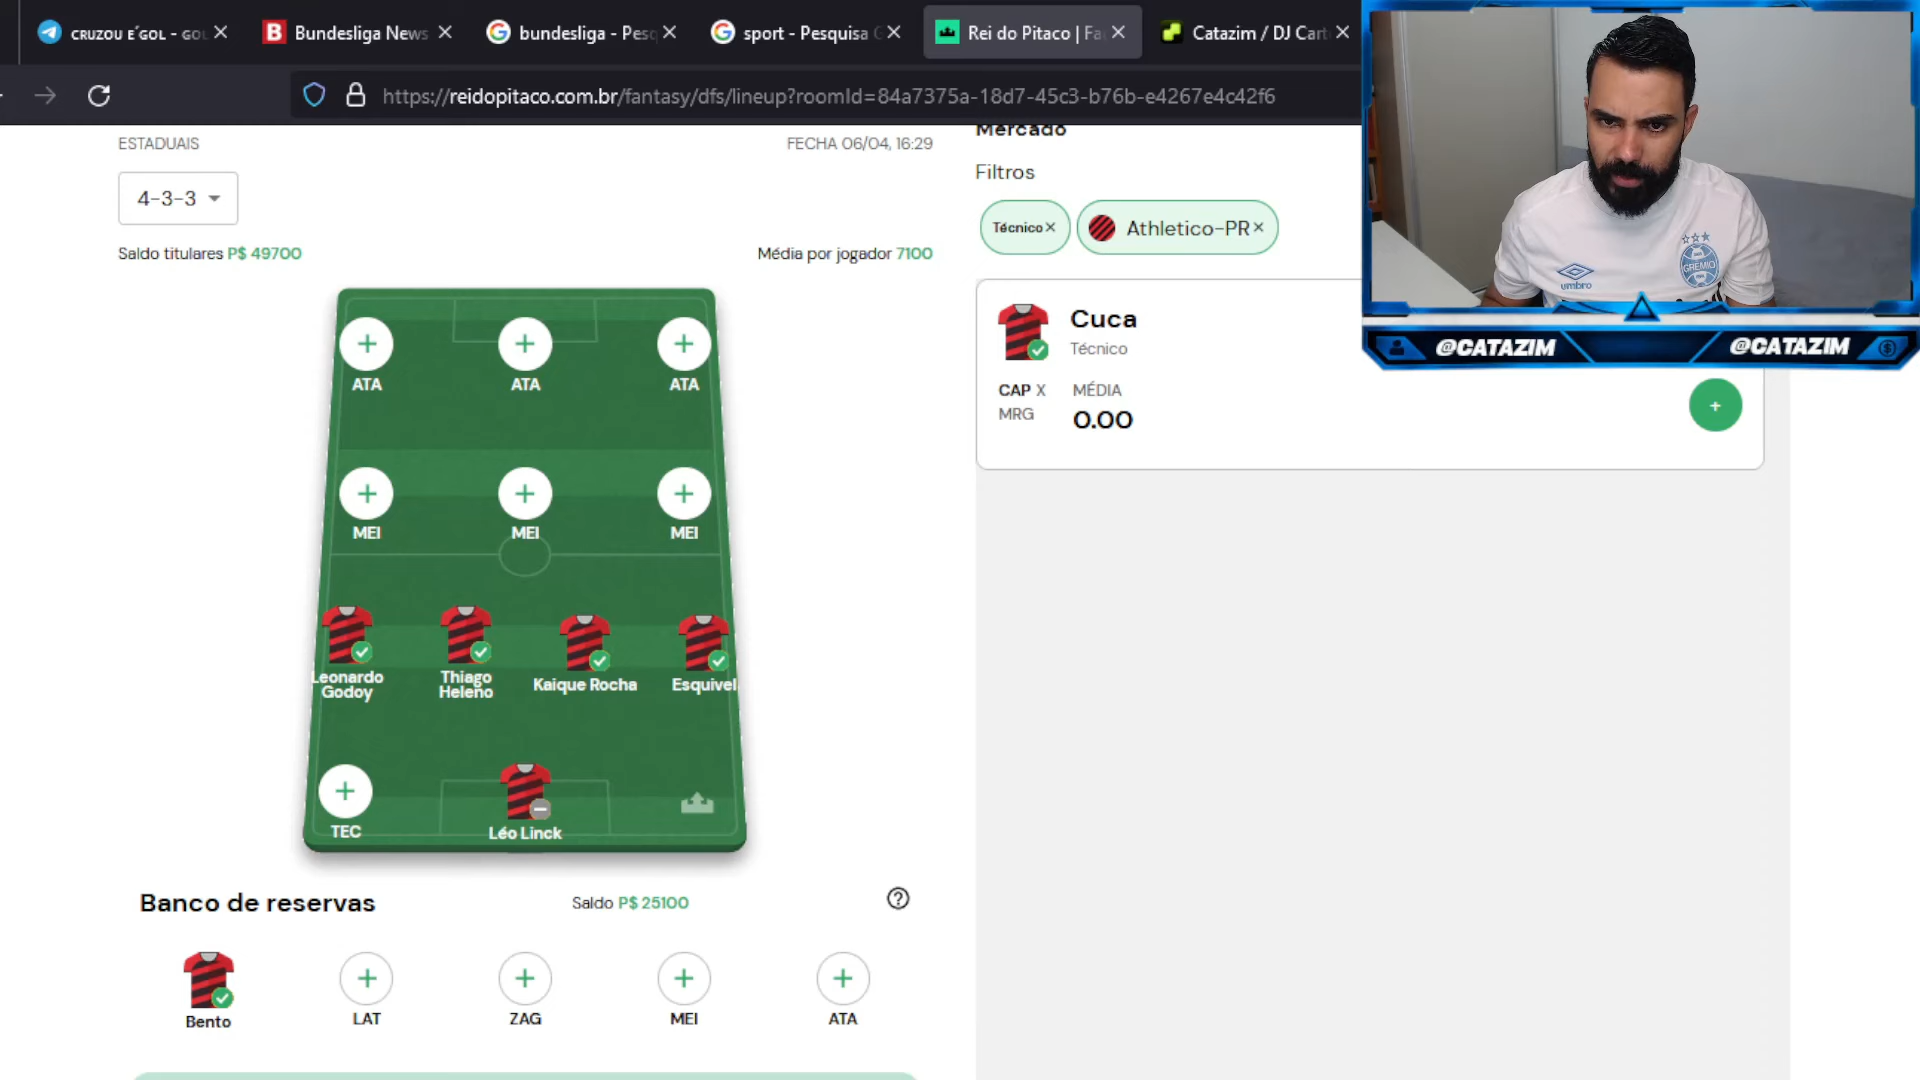 CRUZOU E´GOL - GOL
Bundesliga News
bundesliga - Pesq
sport - Pesquisa G
Rei do Pitaco | Fa
Catazim / DJ Cart
https://reidopitaco.com.br/fantasy/dfs/lineup?roomId=84a7375a-18d7-45c3-b76b-e4267e4c42f6
ESTADUAIS
FECHA 06/04, 16:29
4-3-3
Saldo titulares P$ 49700
Média por jogador 7100
ATA
ATA
ATA
MEI
MEI
MEI
Leonardo
Godoy
Thiago
Heleno
Kaique Rocha
Esquivel
TEC
Léo Linck
Banco de reservas
Saldo P$ 25100
Bento
LAT
ZAG
MEI
ATA
Mercado
Filtros
Técnico
Athletico-PR
Cuca
Técnico
CAP X
MRG
MÉDIA
0.00
umbro
GREMIO
@CATAZIM
@CATAZIM